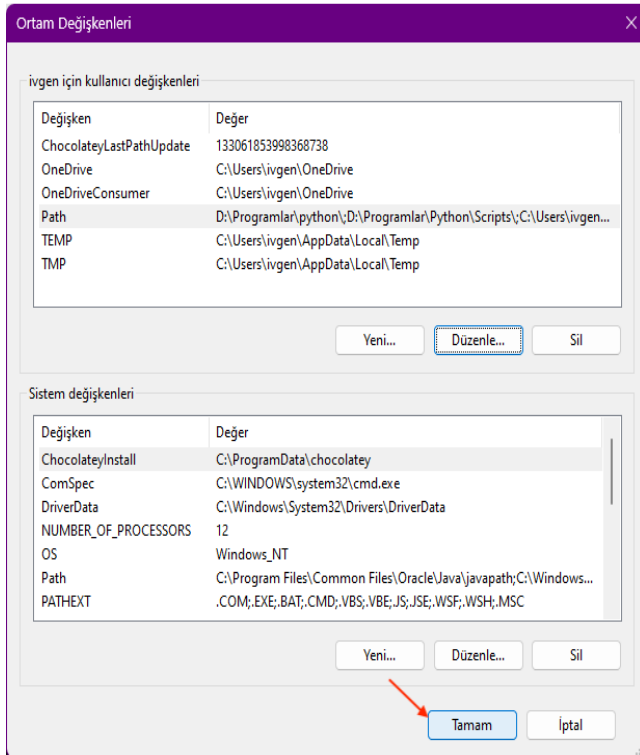 Ortam Değişkenleri
ivgen için kullanıcı değişkenleri
Değişken Değer
ChocolateyLastPathUpdate 133061853998368738
OneDrive C:\Users\ivgen\OneDrive
OneDriveConsumer C:\Users\ivgen\OneDrive
Path D:\Programlar\python\;D:\Programlar\Python\Scripts\;C:\Users\ivgen...
TEMP C:\Users\ivgen\AppData\Local\Temp
TMP C:\Users\ivgen\AppData\Local\Temp
Yeni... Düzenle... Sil
Sistem değişkenleri
Değişken Değer
ChocolateyInstall C:\ProgramData\chocolatey
ComSpec C:\WINDOWS\system32\cmd.exe
DriverData C:\Windows\System32\Drivers\DriverData
NUMBER_OF_PROCESSORS 12
OS Windows_NT
Path C:\Program Files\Common Files\Oracle\Java\javapath;C:\Windows...
PATHEXT .COM;.EXE;.BAT;.CMD;.VBS;.VBE;.JS;.JSE;.WSF;.WSH;.MSC
Yeni... Düzenle... Sil
Tamam İptal